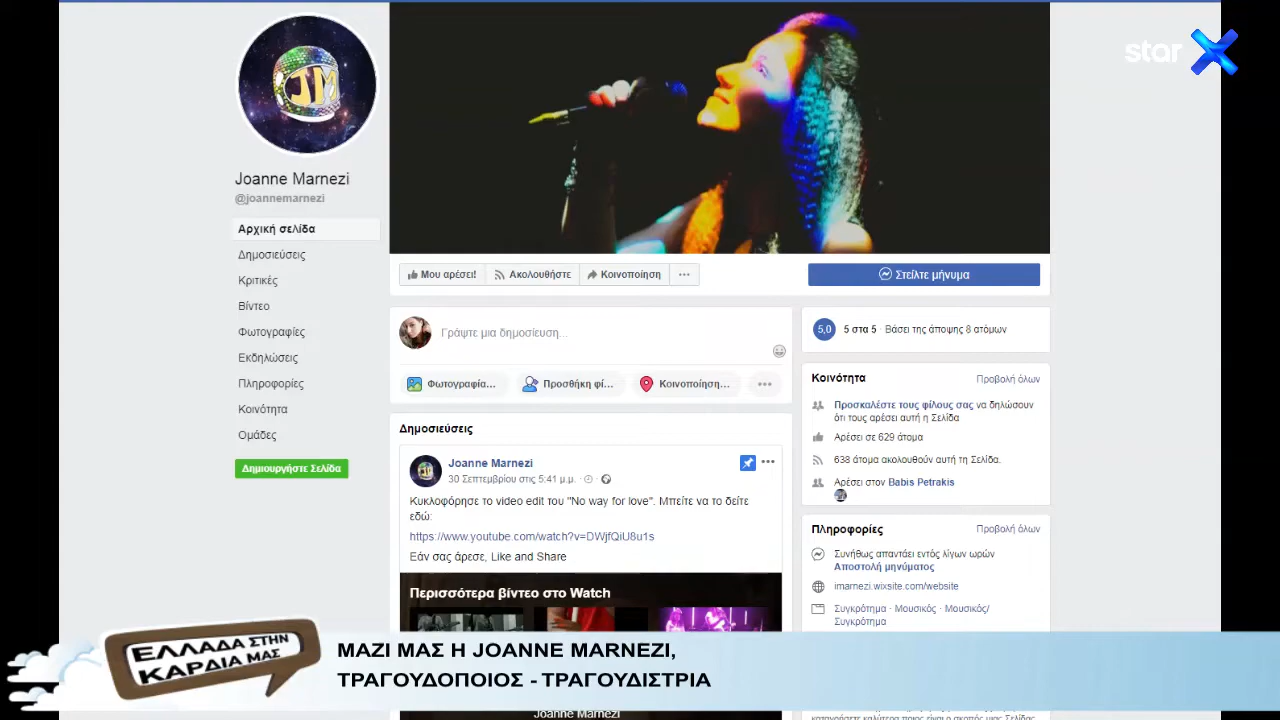 star X
JM
Joanne Marnezi
@joannemarnezi
Αρχική σελίδα
Δημοσιεύσεις
Κριτικές
Βίντεο
Φωτογραφίες
Εκδηλώσεις
Πληροφορίες
Κοινότητα
Ομάδες
Δημιουργήστε Σελίδα
Μου αρέσει!
Ακολουθήστε
Κοινοποίηση
Στείλτε μήνυμα
Γράψτε μια δημοσίευση...
Φωτογραφία...
Προσθήκη φί...
Κοινοποίηση...
Δημοσιεύσεις
Joanne Marnezi
30 Σεπτεμβρίου στις 5:41 μ.μ. ·
Κυκλοφόρησε το video edit του "No way for love". Μπείτε να το δείτε
εδώ:
https://www.youtube.com/watch?v=DWjfQiU8u1s
Εάν σας άρεσε, Like and Share
Περισσότερα βίντεο στο Watch
Joanne Marnezi
5,0 5 στα 5 · Βάσει της άποψης 8 ατόμων
Κοινότητα Προβολή όλων
Προσκαλέστε τους φίλους σας να δηλώσουν
ότι τους αρέσει αυτή η Σελίδα
Αρέσει σε 629 άτομα
638 άτομα ακολουθούν αυτή τη Σελίδα.
Αρέσει στον Babis Petrakis
Πληροφορίες Προβολή όλων
Συνήθως απαντάει εντός λίγων ωρών
Αποστολή μηνύματος
imarnezi.wixsite.com/website
Συγκρότημα · Μουσικός · Μουσικός/
Συγκρότημα
ΕΛΛΑΔΑ ΣΤΗΝ
ΚΑΡΔΙΑ ΜΑΣ
ΜΑΖΙ ΜΑΣ Η JOANNE MARNEZI,
ΤΡΑΓΟΥΔΟΠΟΙΟΣ - ΤΡΑΓΟΥΔΙΣΤΡΙΑ